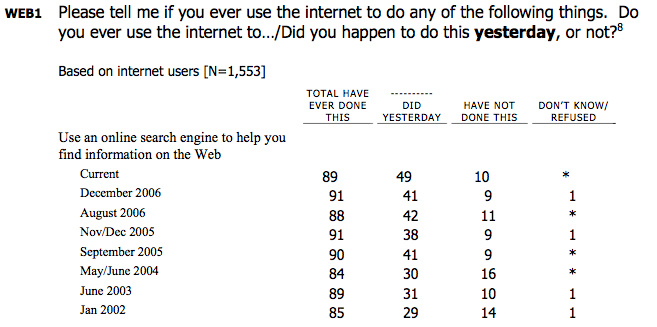 WEB1 Please tell me if you ever use the internet to do any of the following things. Do
you ever use the internet to.../Did you happen to do this yesterday, or not?8
Based on internet users [N=1,553]
TOTAL HAVE EVER DONE THIS ---------- DID YESTERDAY HAVE NOT DONE THIS DON'T KNOW/ REFUSED
Use an online search engine to help you
find information on the Web
Current 89 49 10 *
December 2006 91 41 9 1
August 2006 88 42 11 *
Nov/Dec 2005 91 38 9 1
September 2005 90 41 9 *
May/June 2004 84 30 16 *
June 2003 89 31 10 1
Jan 2002 85 29 14 1